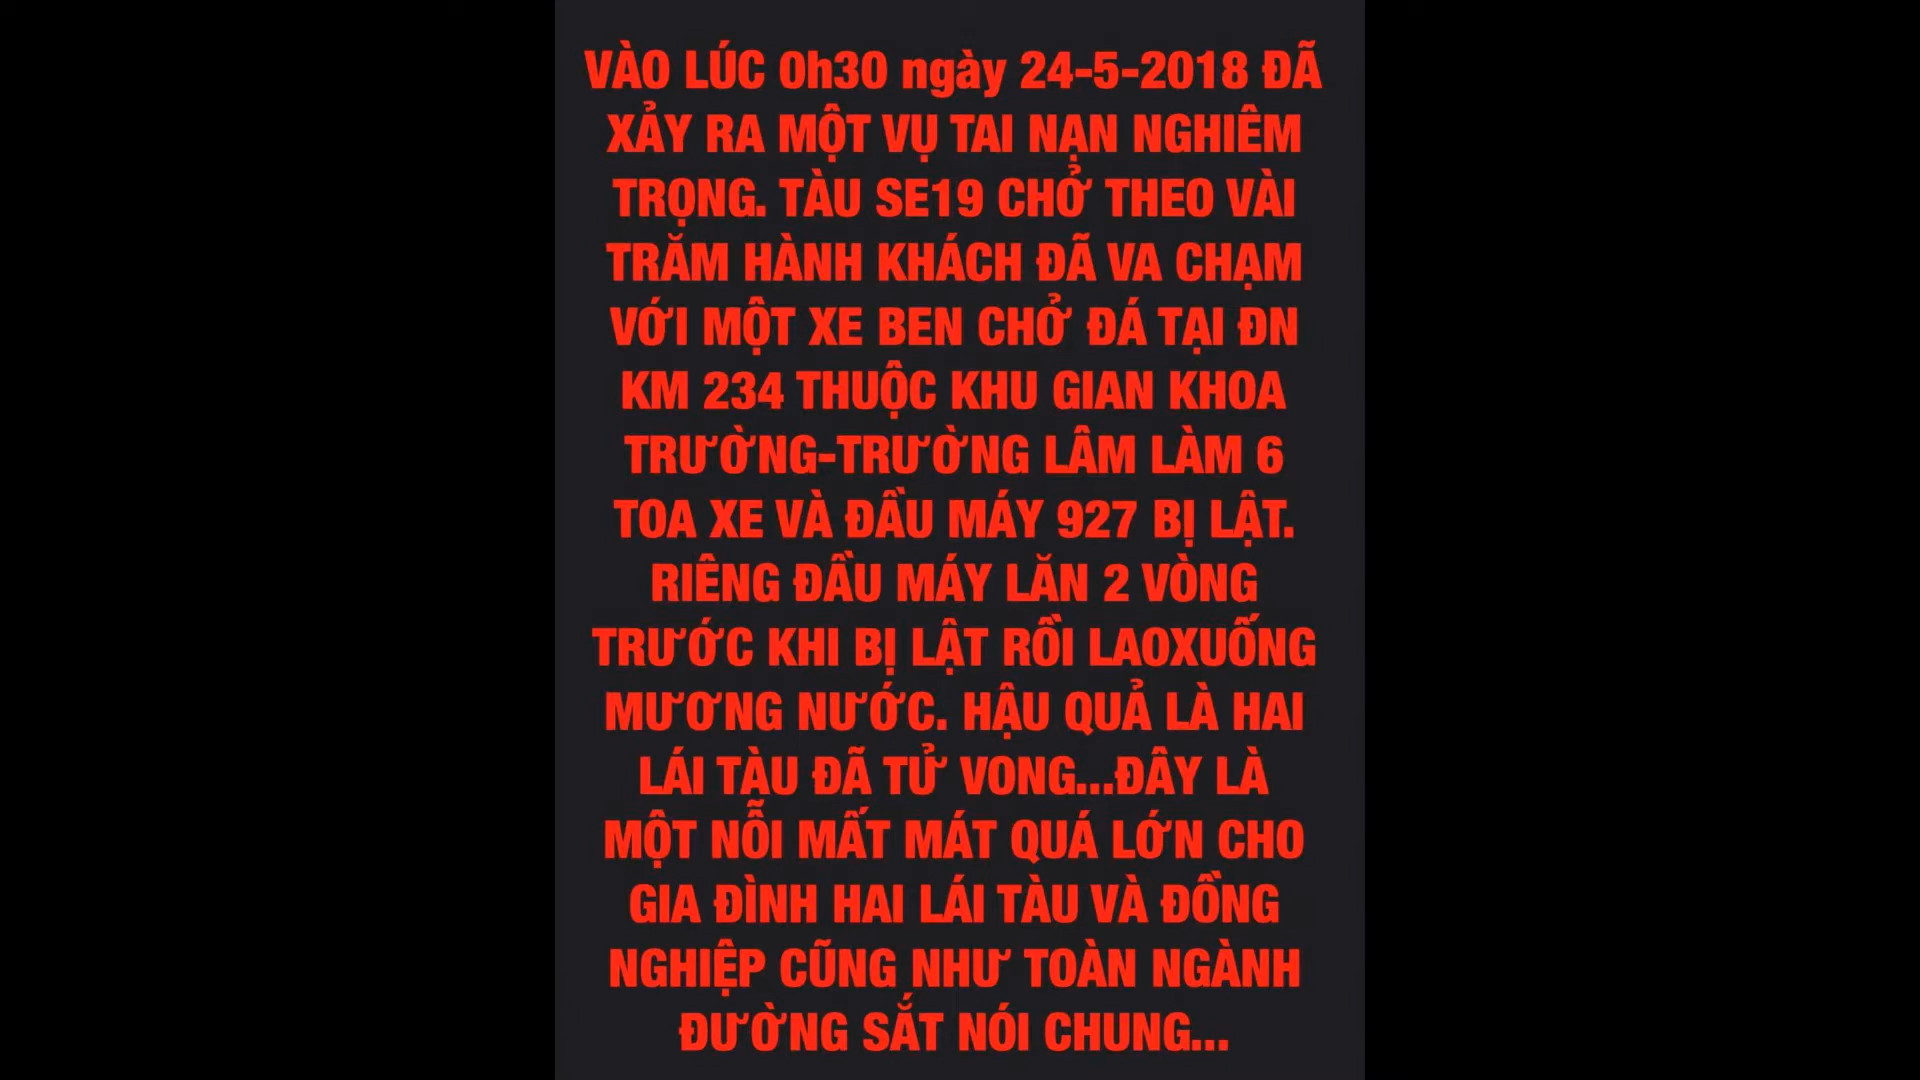 VÀO LÚC 0h30 ngày 24-5-2018 ĐÃ
XẢY RA MỘT VỤ TAI NẠN NGHIÊM
TRỌNG. TÀU SE19 CHỞ THEO VÀI
TRĂM HÀNH KHÁCH ĐÃ VA CHẠM
VỚI MỘT XE BEN CHỞ ĐÁ TẠI ĐN
KM 234 THUỘC KHU GIAN KHOA
TRƯỜNG-TRƯỜNG LÂM LÀM 6
TOA XE VÀ ĐẦU MÁY 927 BỊ LẬT.
RIÊNG ĐẦU MÁY LĂN 2 VÒNG
TRƯỚC KHI BỊ LẬT RỒI LAOXUỐNG
MƯƠNG NƯỚC. HẬU QUẢ LÀ HAI
LÁI TÀU ĐÃ TỬ VONG...ĐÂY LÀ
MỘT NỖI MẤT MÁT QUÁ LỚN CHO
GIA ĐÌNH HAI LÁI TÀU VÀ ĐỒNG
NGHIỆP CŨNG NHƯ TOÀN NGÀNH
ĐƯỜNG SẮT NÓI CHUNG...